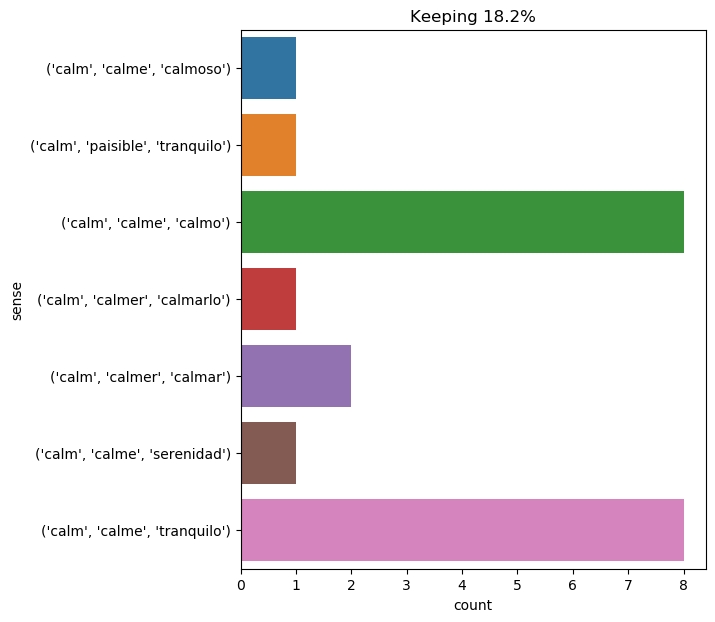 Keeping 18.2%
('calm', 'calme', 'calmoso')
('calm', 'paisible', 'tranquilo')
('calm', 'calme', 'calmo')
('calm', 'calmer', 'calmarlo')
('calm', 'calmer', 'calmar')
('calm', 'calme', 'serenidad')
('calm', 'calme', 'tranquilo')
sense
0 1 2 3 4 5 6 7 8
count